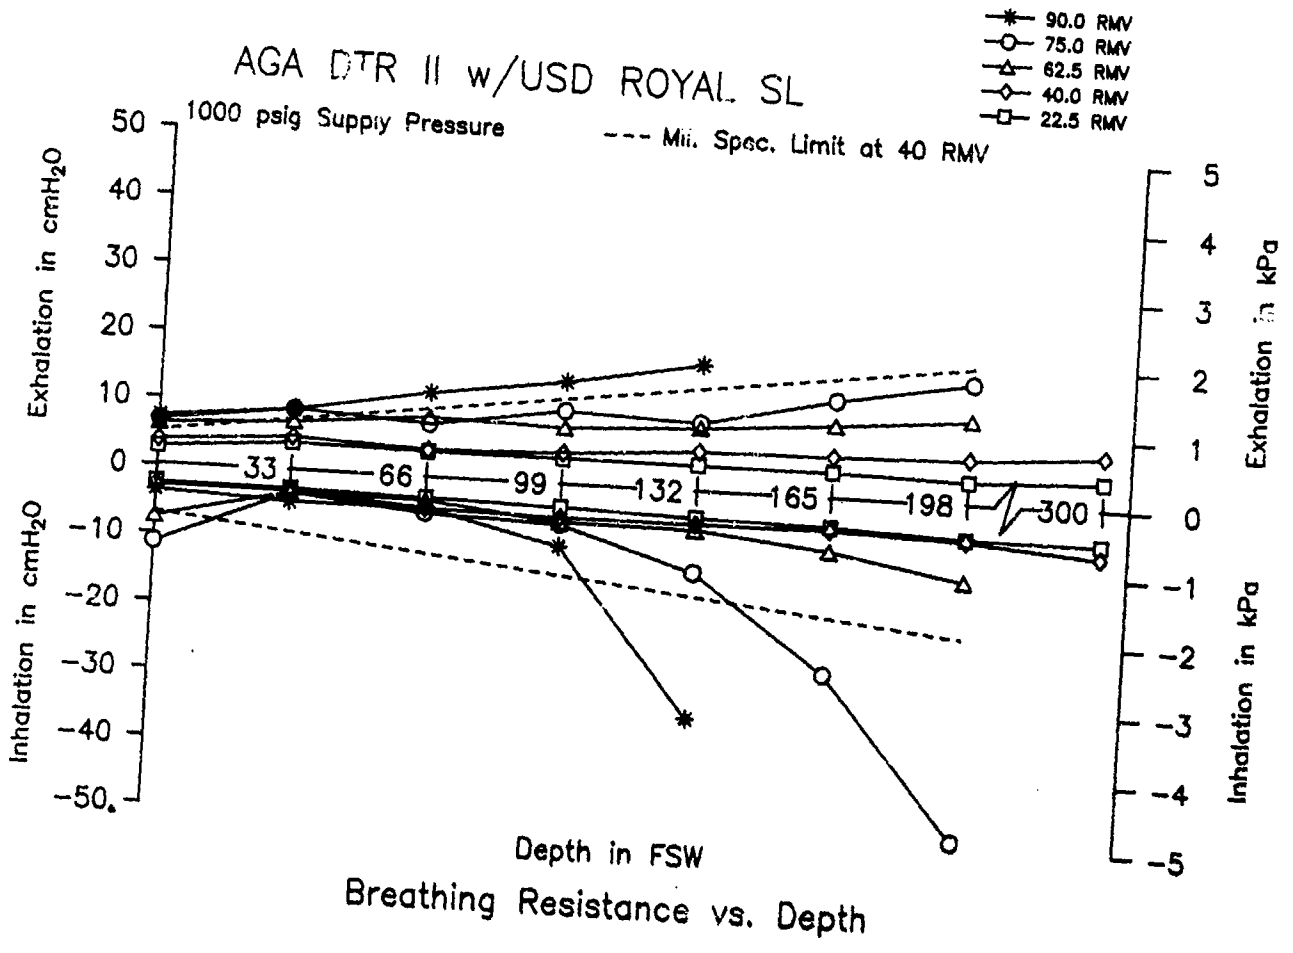 90.0 RMV
75.0 RMV
62.5 RMV
40.0 RMV
22.5 RMV
AGA DTR II w/USD ROYAL SL
1000 psig Supply Pressure
--- Mil. Spec. Limit at 40 RMV
Exhalation in cmH₂O
Inhalation in cmH₂O
50
40
30
20
10
0
-10
-20
-30
-40
-50
33
66
99
132
165
198
300
5
4
3
2
1
0
-1
-2
-3
-4
-5
Exhalation in kPa
Inhalation in kPa
Depth in FSW
Breathing Resistance vs. Depth